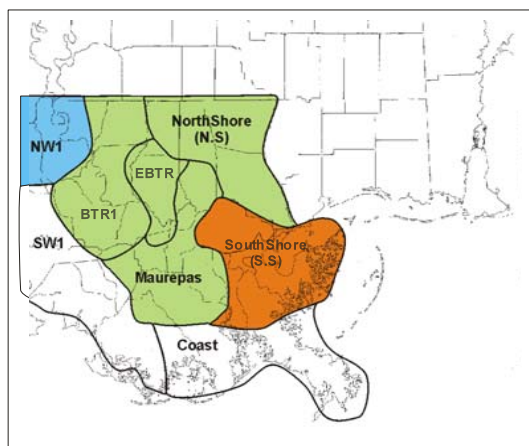 NorthShore
(N.S)
NW1
EBTR
BTR1
SW1
SouthShore
(S.S)
Maurepas
Coast